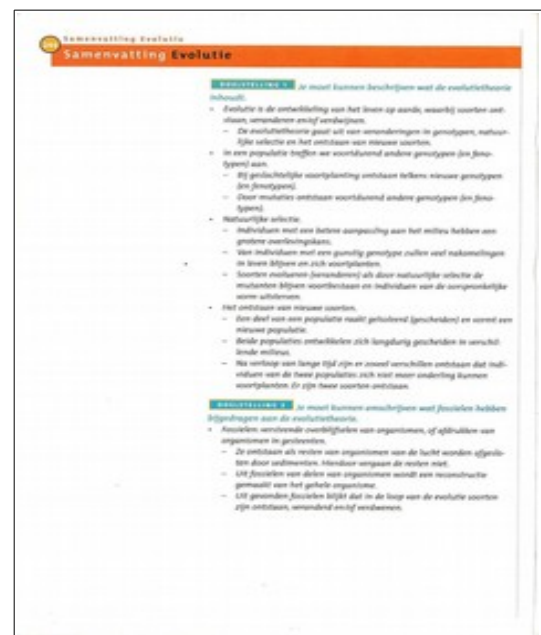 Samenvatting Evolutie
Samenvatting Evolutie
DOELSTELLING 1 Je moet kunnen beschrijven wat de evolutietheorie
inhoudt.
• Evolutie is de ontwikkeling van het leven op aarde, waarbij soorten ont-
staan, veranderen en/of verdwijnen.
– De evolutietheorie gaat uit van veranderingen in genotypen, natuur-
lijke selectie en het ontstaan van nieuwe soorten.
• In een populatie treffen we voortdurend andere genotypen (en feno-
typen) aan.
– Bij geslachtelijke voortplanting ontstaan telkens nieuwe genotypen
(en fenotypen).
– Door mutaties ontstaan voortdurend andere genotypen (en feno-
typen).
• Natuurlijke selectie.
– Individuen met een betere aanpassing aan het milieu hebben een
grotere overlevingskans.
– Van individuen met een gunstig genotype zullen veel nakomelingen
in leven blijven en zich voortplanten.
– Soorten evolueren (veranderen) als door natuurlijke selectie de
mutanten blijven voortbestaan en individuen van de oorspronkelijke
vorm uitsterven.
• Het ontstaan van nieuwe soorten.
– Een deel van een populatie raakt geïsoleerd (gescheiden) en vormt een
nieuwe populatie.
– Beide populaties ontwikkelen zich langdurig gescheiden in verschil-
lende milieus.
– Na verloop van lange tijd zijn er zoveel verschillen ontstaan dat indi-
viduen van de twee populaties zich niet meer onderling kunnen
voortplanten. Er zijn twee soorten ontstaan.
DOELSTELLING 2 Je moet kunnen omschrijven wat fossielen hebben
bijgedragen aan de evolutietheorie.
• Fossielen: versteende overblijfselen van organismen, of afdrukken van
organismen in gesteenten.
– Ze ontstaan als resten van organismen van de lucht worden afgeslo-
ten door sedimenten. Hierdoor vergaan de resten niet.
– Uit fossielen van delen van organismen wordt een reconstructie
gemaakt van het gehele organisme.
– Uit gevonden fossielen blijkt dat in de loop van de evolutie soorten
zijn ontstaan, veranderd en/of verdwenen.